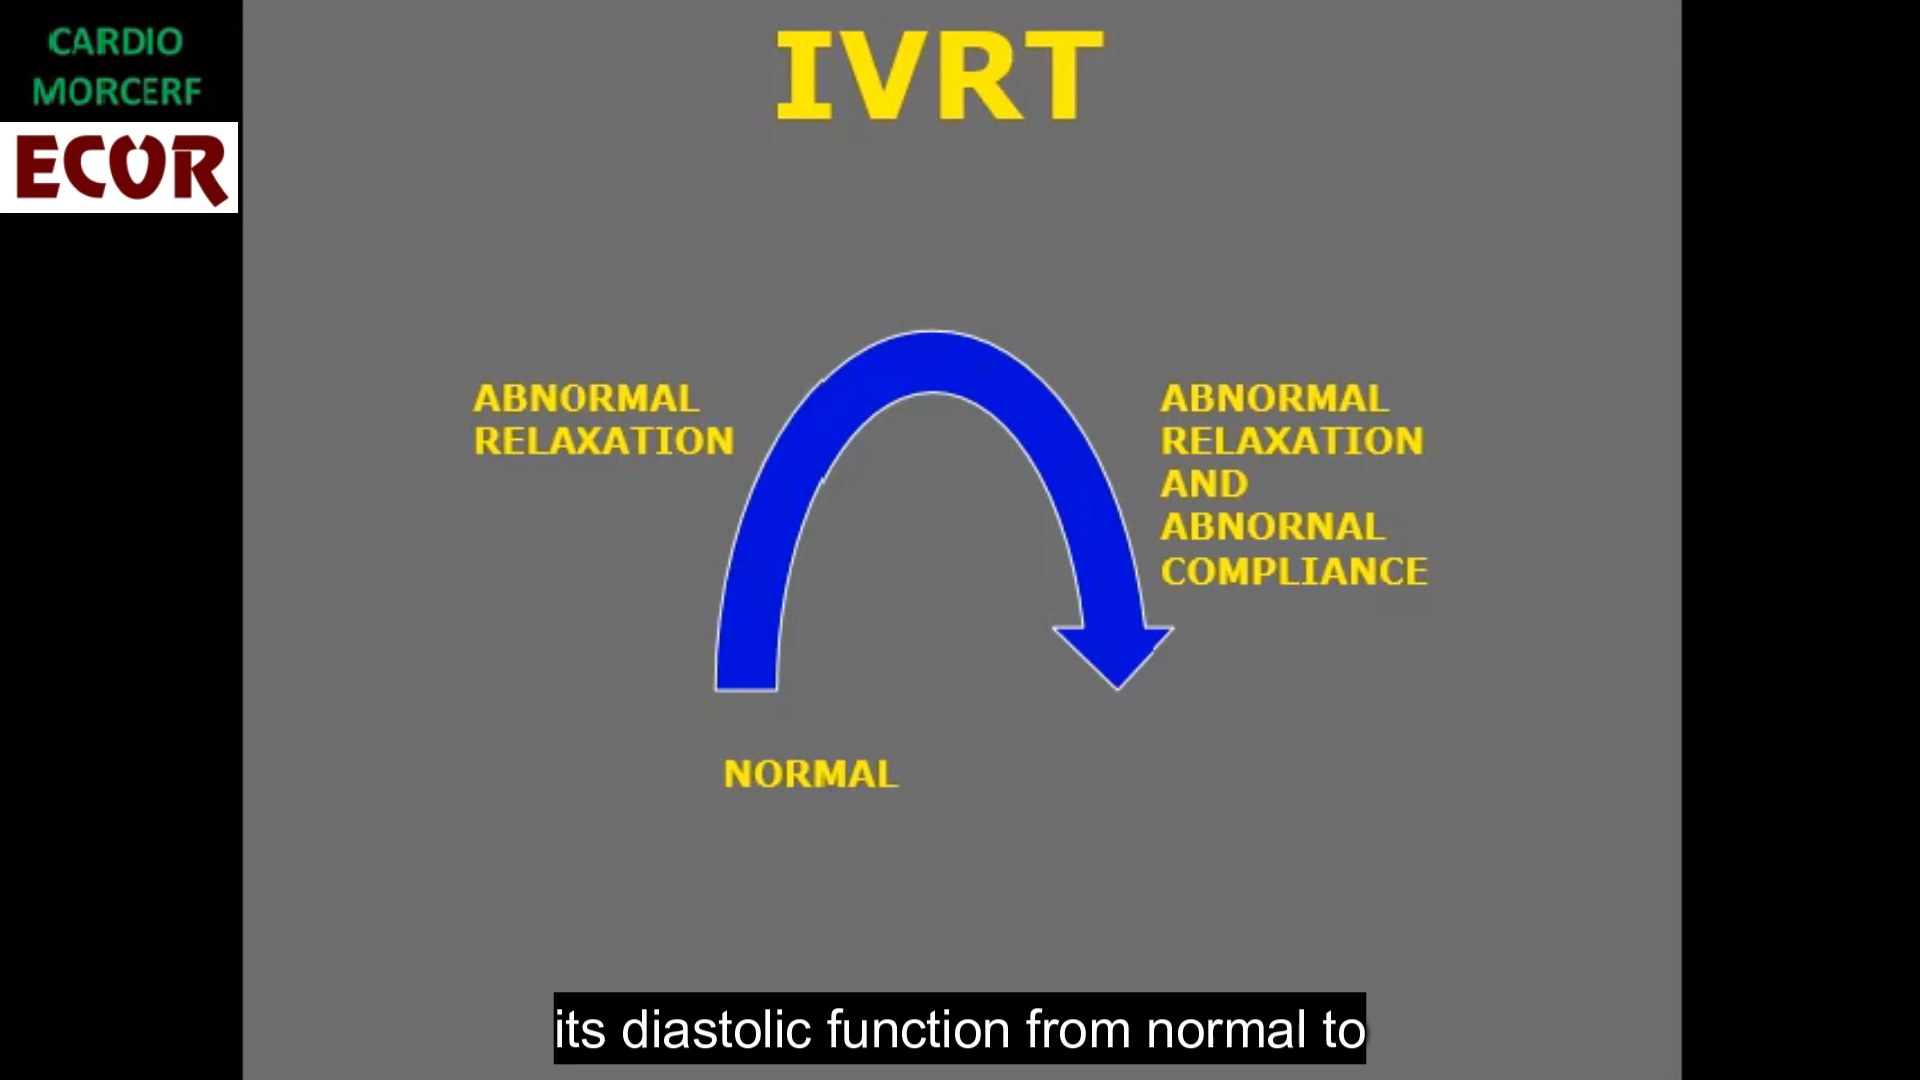 CARDIO
MORCERF
ECOR
IVRT
ABNORMAL
RELAXATION
ABNORMAL
RELAXATION
AND
ABNORNAL
COMPLIANCE
NORMAL
its diastolic function from normal to